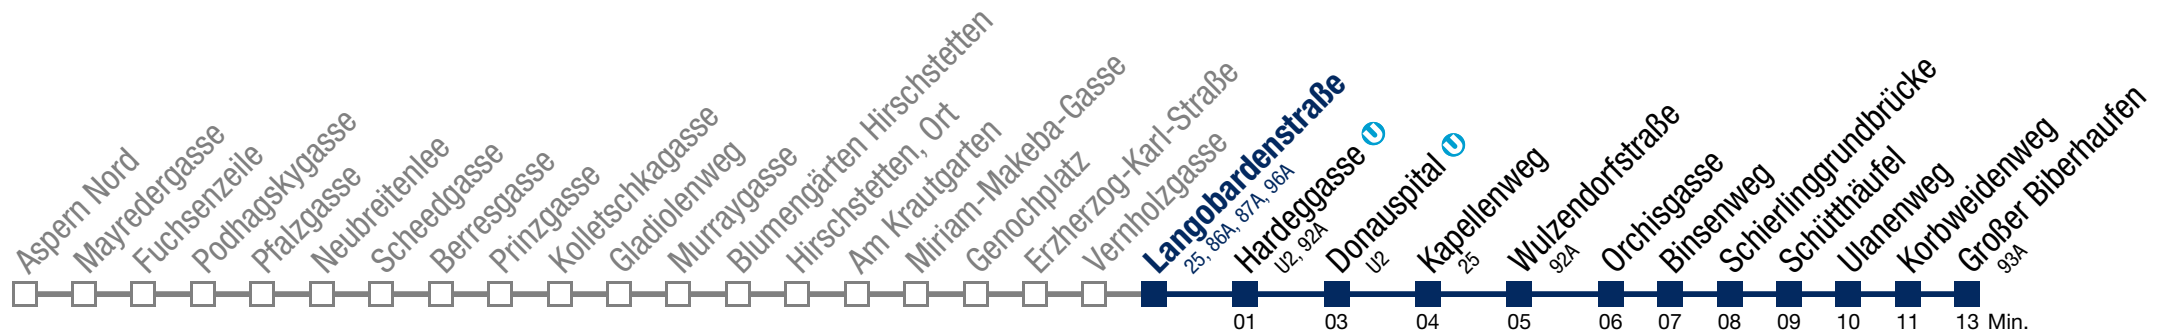 Aspern Nord
Mayredergasse
Fuchsenzeile
Podhagskygasse
Pfalzgasse
Neubreitenlee
Scheedgasse
Berresgasse
Prinzgasse
Kolletschkagasse
Gladiolenweg
Murraygasse
Blumengärten Hirschstetten
Hirschstetten, Ort
Am Krautgarten
Miriam-Makeba-Gasse
Genochplatz
Erzherzog-Karl-Straße
Vernholzgasse
Langobardenstraße
25, 86A, 87A, 96A
Hardeggasse U
U2, 92A
Donauspital U
U2
Kapellenweg
25
Wulzendorfstraße
92A
Orchisgasse
Binsenweg
Schierlinggrundbrücke
Schütthäufel
Ulanenweg
Korbweidenweg
Großer Biberhaufen
93A
01 03 04 05 06 07 08 09 10 11 13 Min.